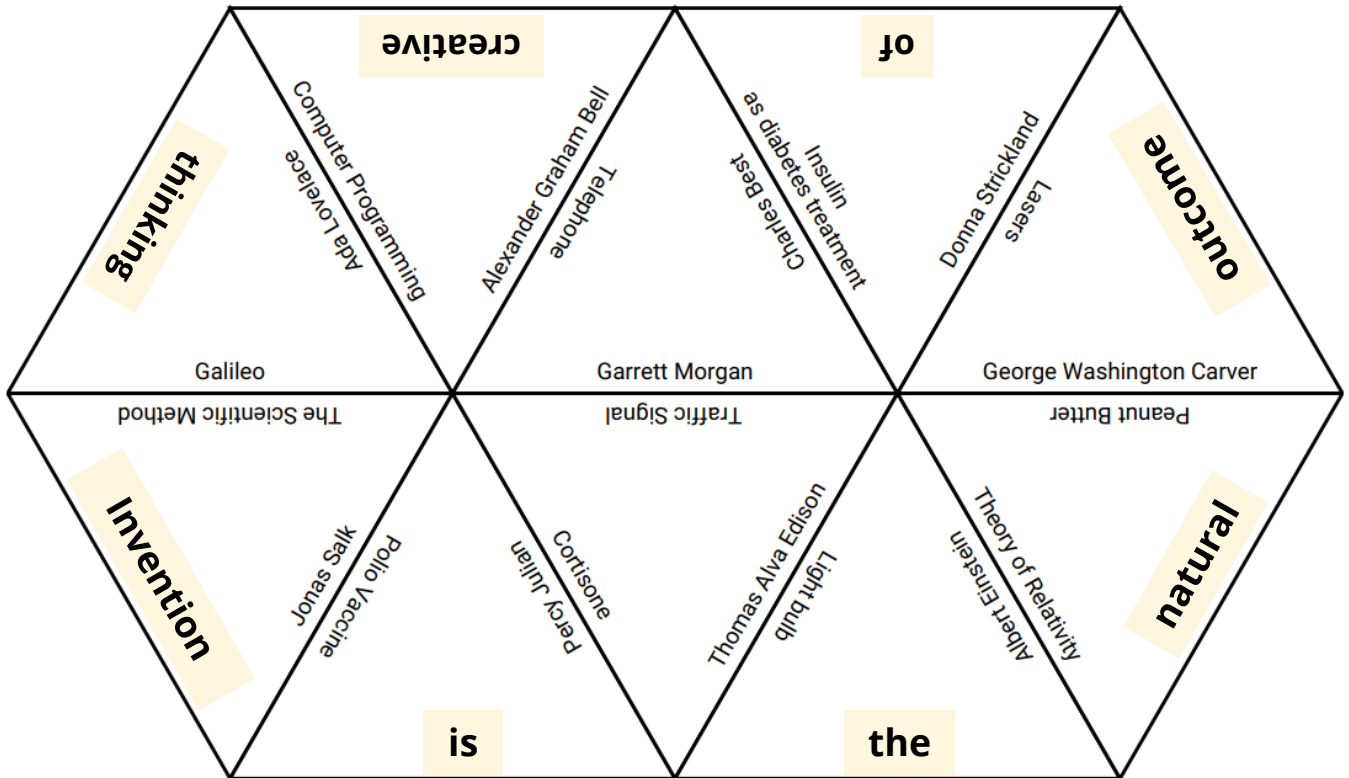 creative
of
thinking
Computer Programming
Ada Lovelace
Alexander Graham Bell
Telephone
Insulin
as diabetes treatment
Charles Best
Donna Strickland
Lasers
outcome
Galileo
The Scientific Method
Garrett Morgan
Traffic Signal
George Washington Carver
Peanut Butter
Invention
Jonas Salk
Polio Vaccine
Cortisone
Percy Julian
Thomas Alva Edison
Light bulb
Theory of Relativity
Albert Einstein
natural
is
the